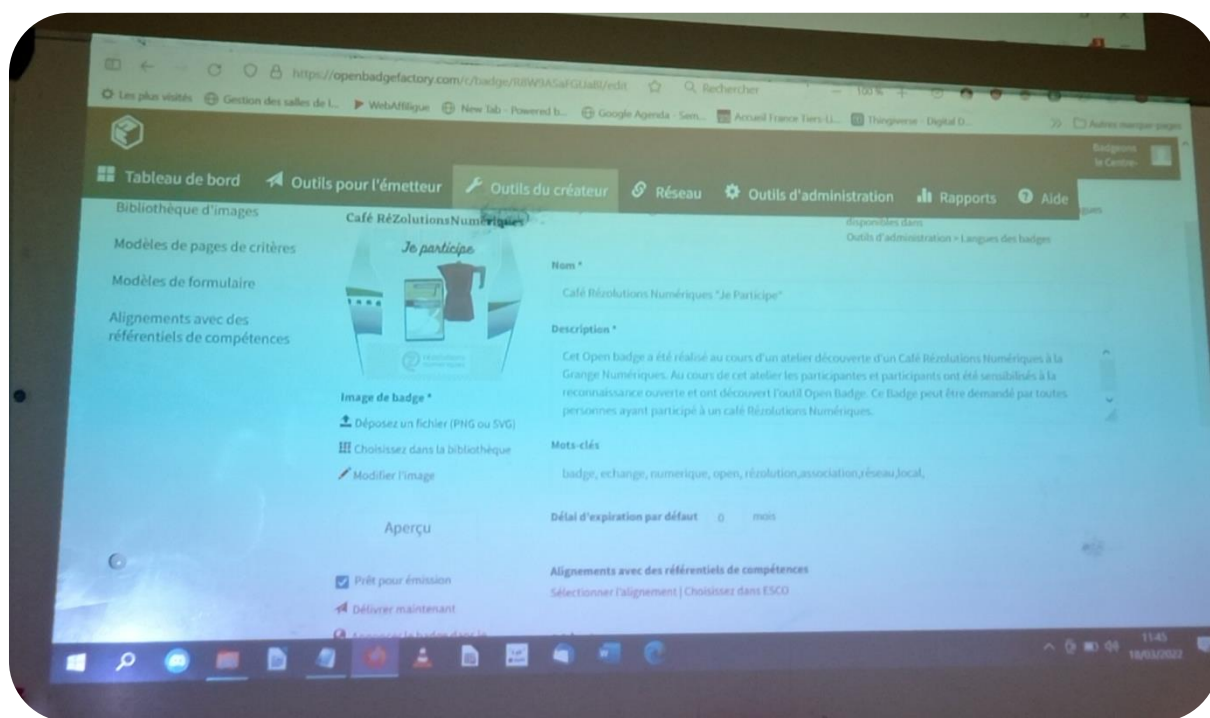 https://openbadgefactory.com/c/badge/
Rechercher
100 %
Les plus visités
Gestion des salles de l...
WebAffiligue
New Tab - Powered b...
Google Agenda - Sem...
Accueil France Tiers-Li...
Thingiverse - Digital D...
Autres marque-pages
Badgeons
le Centre-
Tableau de bord
Outils pour l'émetteur
Outils du créateur
Réseau
Outils d'administration
Rapports
Aide
Bibliothèque d'images
Modèles de pages de critères
Modèles de formulaire
Alignements avec des
référentiels de compétences
Café RéZolutionsNumériques
Je participe
rézolutions
numériques
Image de badge *
Déposez un fichier (PNG ou SVG)
Choisissez dans la bibliothèque
Modifier l'image
Aperçu
Prêt pour émission
Délivrer maintenant
disponibles dans
Outils d'administration > Langues des badges
Nom *
Café Rézolutions Numériques "Je Participe"
Description *
Cet Open badge a été réalisé au cours d'un atelier découverte d'un Café Rézolutions Numériques à la
Grange Numériques. Au cours de cet atelier les participantes et participants ont été sensibilisés à la
reconnaissance ouverte et ont découvert l'outil Open Badge. Ce Badge peut être demandé par toutes
personnes ayant participé à un café Rézolutions Numériques.
Mots-clés
badge, echange, numerique, open, rézolution,association,réseau,local,
Délai d'expiration par défaut 0 mois
Alignements avec des référentiels de compétences
Sélectionner l'alignement | Choisissez dans ESCO
11:45
18/03/2022